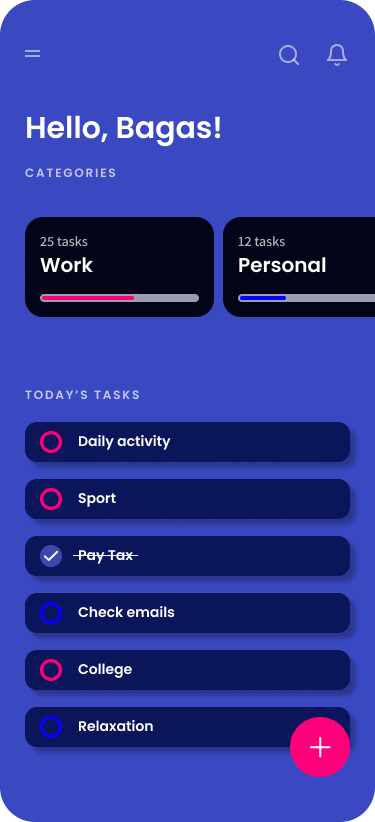 Hello, Bagas!
CATEGORIES
25 tasks
Work
12 tasks
Personal
TODAY'S TASKS
Daily activity
Sport
Pay Tax
Check emails
College
Relaxation